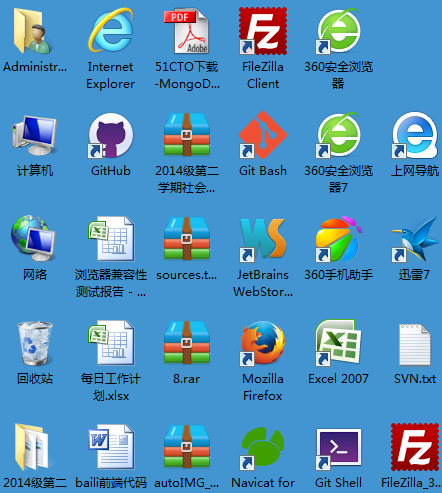 Administr...
Internet
Explorer
PDF
Adobe
51CTO下载
-MongoD...
FileZilla
Client
360安全浏览
器
计算机
GitHub
2014级第二
学期社会...
Git Bash
360安全浏览
器7
上网导航
网络
浏览器兼容性
测试报告 - ...
sources.t...
WS
JetBrains
WebStor...
360手机助手
迅雷7
回收站
每日工作计
划.xlsx
8.rar
Mozilla
Firefox
Excel 2007
SVN.txt
2014级第二
baili前端代码
autoIMG_...
Navicat for
Git Shell
FileZilla_3...